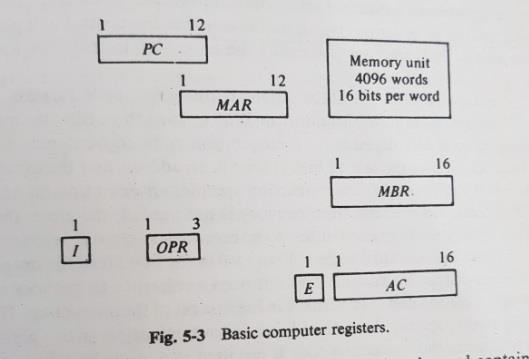 1 12
PC
Memory unit
4096 words
16 bits per word
1 12
MAR
1 16
MBR
1
I
1 3
OPR
1
E
1 16
AC
Fig. 5-3 Basic computer registers.